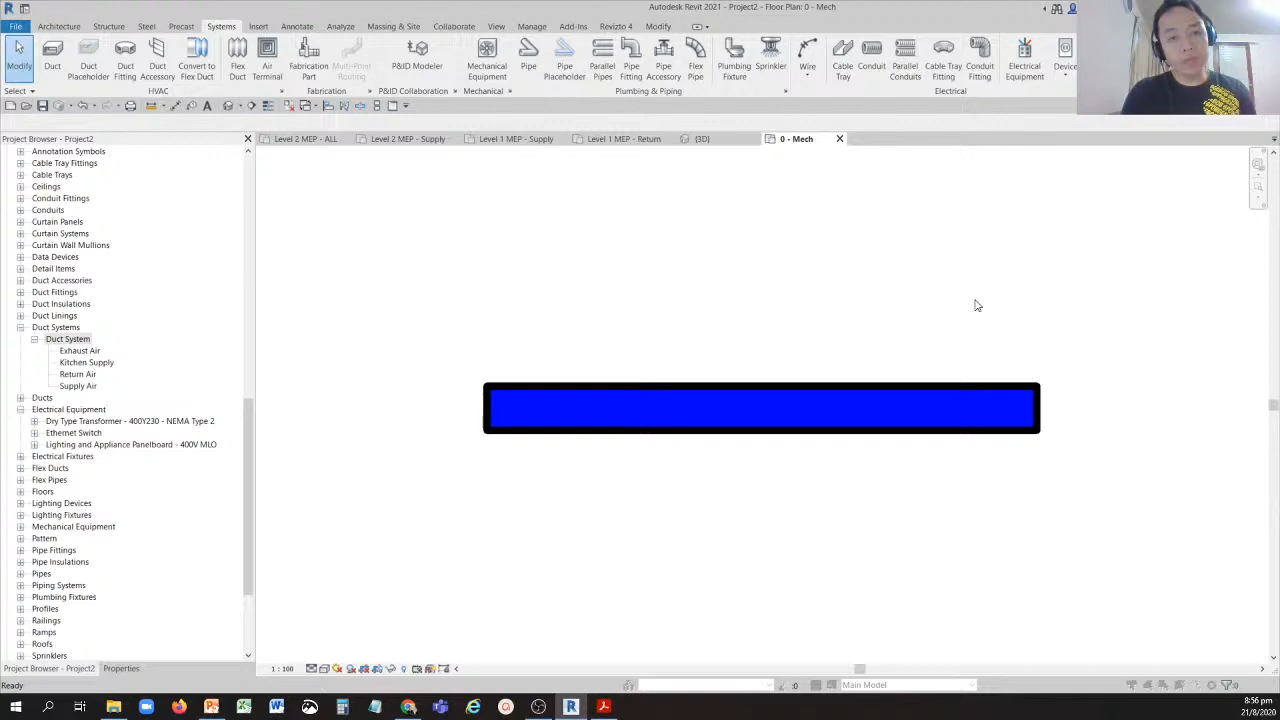 Autodesk Revit 2021 - Project2 - Floor Plan: 0 - Mech
File Architecture Structure Steel Precast Systems Insert Annotate Analyze Massing & Site Collaborate View Manage Add-Ins Revizto 4 Modify
Modify
Duct
Duct Placeholder
Duct Fitting
Duct Accessory
Convert to Flex Duct
Flex Duct
Air Terminal
Fabrication Part
Multi-Point Routing
P&ID Modeler
Mechanical Equipment
Pipe
Pipe Placeholder
Parallel Pipes
Pipe Fitting
Pipe Accessory
Flex Pipe
Plumbing Fixture
Sprinkler
Wire
Cable Tray
Conduit
Parallel Conduits
Cable Tray Fitting
Conduit Fitting
Electrical Equipment
Device
Select HVAC Fabrication P&ID Collaboration Mechanical Plumbing & Piping Electrical
Project Browser - Project2
Level 2 MEP - ALL Level 2 MEP - Supply Level 1 MEP - Supply Level 1 MEP - Return {3D} 0 - Mech
Annotation Symbols
Cable Tray Fittings
Cable Trays
Ceilings
Conduit Fittings
Conduits
Curtain Panels
Curtain Systems
Curtain Wall Mullions
Data Devices
Detail Items
Duct Accessories
Duct Fittings
Duct Insulations
Duct Linings
Duct Systems
Duct System
Exhaust Air
Kitchen Supply
Return Air
Supply Air
Ducts
Electrical Equipment
Dry Type Transformer - 400Y230 - NEMA Type 2
Ethernet Switch
Lighting and Appliance Panelboard - 400V MLO
Electrical Fixtures
Flex Ducts
Flex Pipes
Floors
Lighting Devices
Lighting Fixtures
Mechanical Equipment
Pattern
Pipe Fittings
Pipe Insulations
Pipes
Piping Systems
Plumbing Fixtures
Profiles
Railings
Ramps
Roofs
Sprinklers
Project Browser - Project2 Properties
1 : 100
Ready
:0
Main Model
:0
8:56 pm
21/8/2020